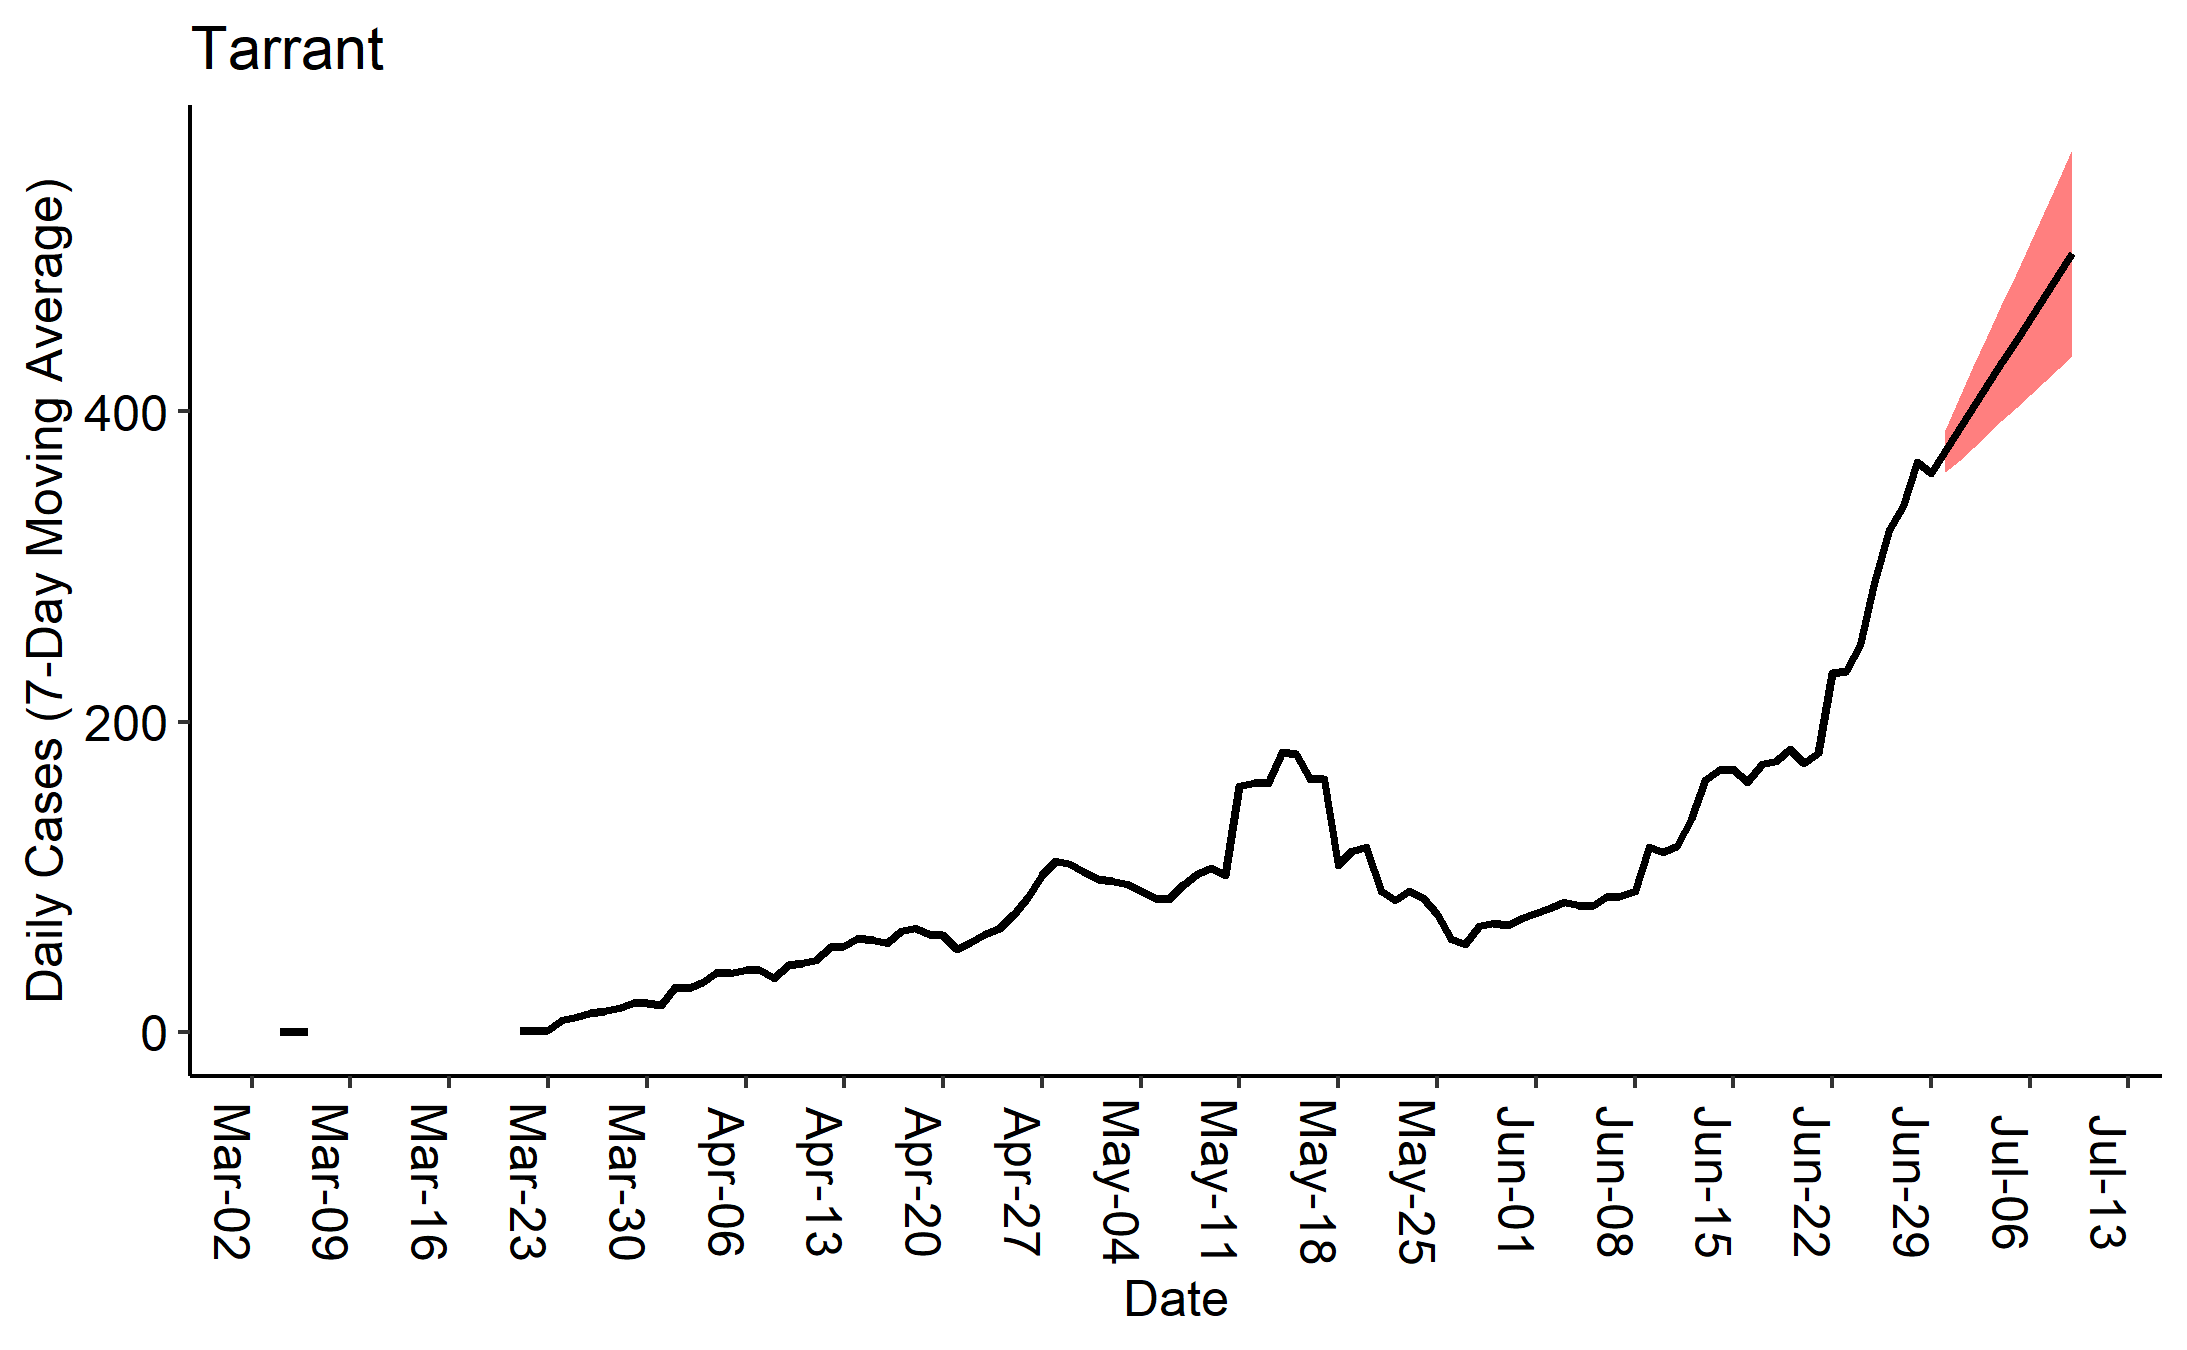 Tarrant
Daily Cases (7-Day Moving Average)
400
200
0
Mar-02
Mar-09
Mar-16
Mar-23
Mar-30
Apr-06
Apr-13
Apr-20
Apr-27
May-04
May-11
May-18
May-25
Jun-01
Jun-08
Jun-15
Jun-22
Jun-29
Jul-06
Jul-13
Date